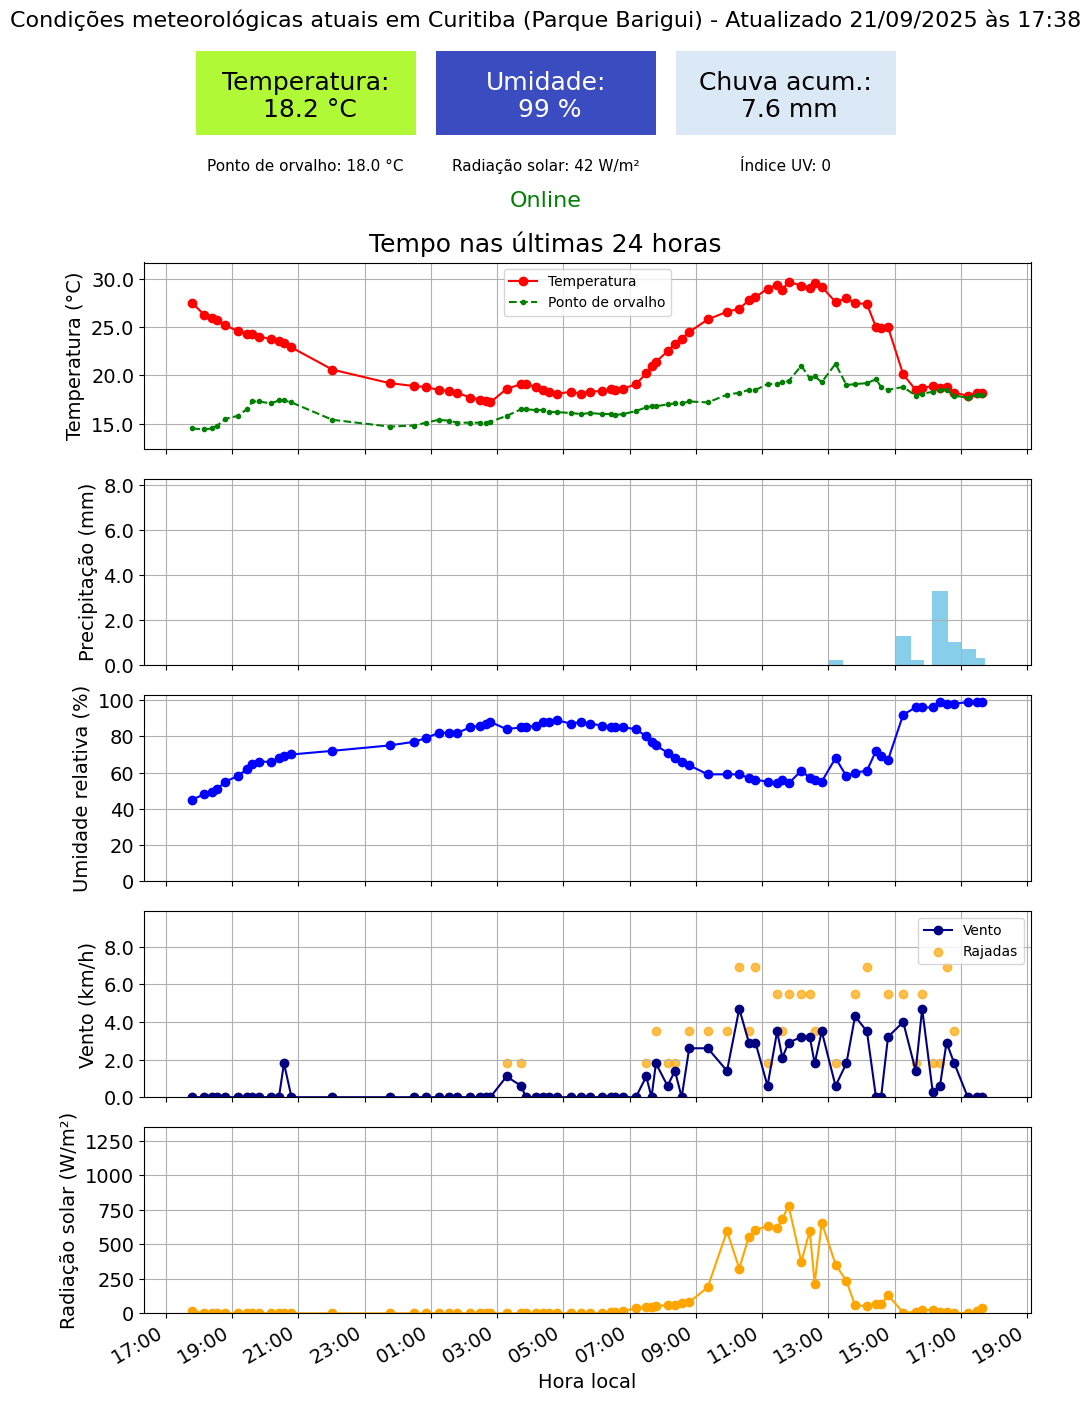 Condições meteorológicas atuais em Curitiba (Parque Barigui) - Atualizado 21/09/2025 às 17:38
Temperatura:
18.2 °C
Umidade:
99 %
Chuva acum.:
7.6 mm
Ponto de orvalho: 18.0 °C
Radiação solar: 42 W/m²
Índice UV: 0
Online
Tempo nas últimas 24 horas
Temperatura (°C)
30.0
25.0
20.0
15.0
Temperatura
Ponto de orvalho
Precipitação (mm)
8.0
6.0
4.0
2.0
0.0
Umidade relativa (%)
100
80
60
40
20
0
Vento (km/h)
8.0
6.0
4.0
2.0
0.0
Vento
Rajadas
Radiação solar (W/m²)
1250
1000
750
500
250
0
17:00
19:00
21:00
23:00
01:00
03:00
05:00
07:00
09:00
11:00
13:00
15:00
17:00
19:00
Hora local